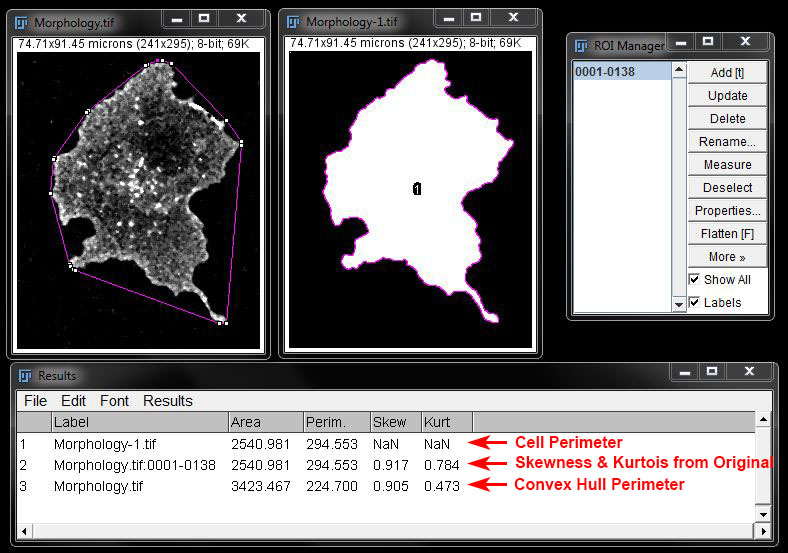 Morphology.tif
74.71x91.45 microns (241x295); 8-bit; 69K
Morphology-1.tif
74.71x91.45 microns (241x295); 8-bit; 69K
1
ROI Manager
0001-0138
Add [t]
Update
Delete
Rename...
Measure
Deselect
Properties...
Flatten [F]
More »
Show All
Labels
Results
File Edit Font Results
Label Area Perim. Skew Kurt
1 Morphology-1.tif 2540.981 294.553 NaN NaN Cell Perimeter
2 Morphology.tif:0001-0138 2540.981 294.553 0.917 0.784 Skewness & Kurtois from Original
3 Morphology.tif 3423.467 224.700 0.905 0.473 Convex Hull Perimeter